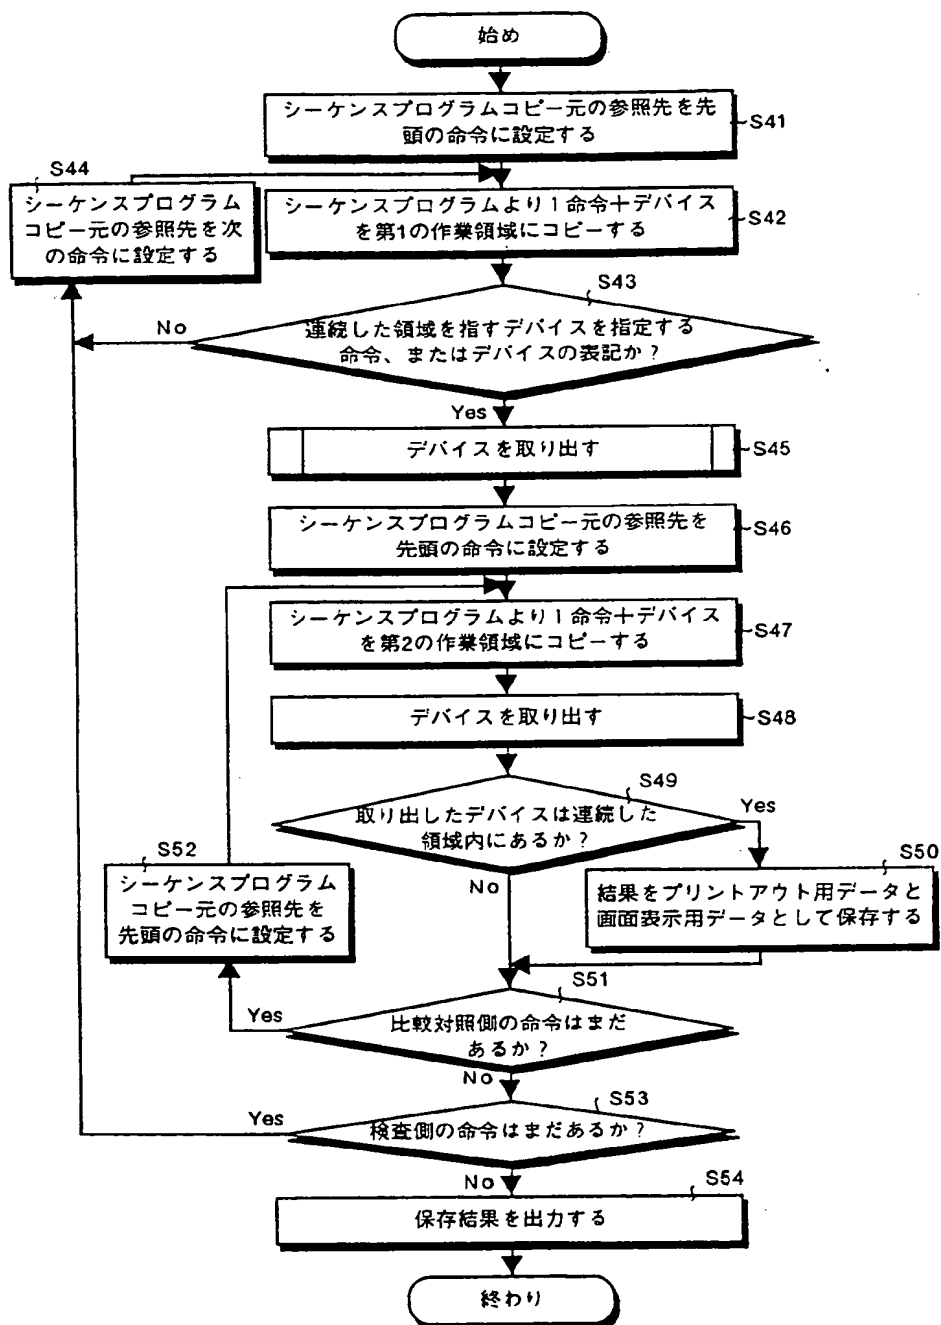 始め
シーケンスプログラムコピー元の参照先を先
頭の命令に設定する
S41
S44
シーケンスプログラム
コピー元の参照先を次
の命令に設定する
シーケンスプログラムより1命令+デバイス
を第1の作業領域にコピーする
S42
S43
No
連続した領域を指すデバイスを指定する
命令、またはデバイスの表記か?
Yes
デバイスを取り出す
S45
シーケンスプログラムコピー元の参照先を
先頭の命令に設定する
S46
シーケンスプログラムより1命令+デバイス
を第2の作業領域にコピーする
S47
デバイスを取り出す
S48
S49
取り出したデバイスは連続した
領域内にあるか?
Yes
No
S50
結果をプリントアウト用データと
画面表示用データとして保存する
S52
シーケンスプログラム
コピー元の参照先を
先頭の命令に設定する
S51
Yes
比較対照側の命令はまだ
あるか?
No
S53
Yes
検査側の命令はまだあるか?
No
S54
保存結果を出力する
終わり